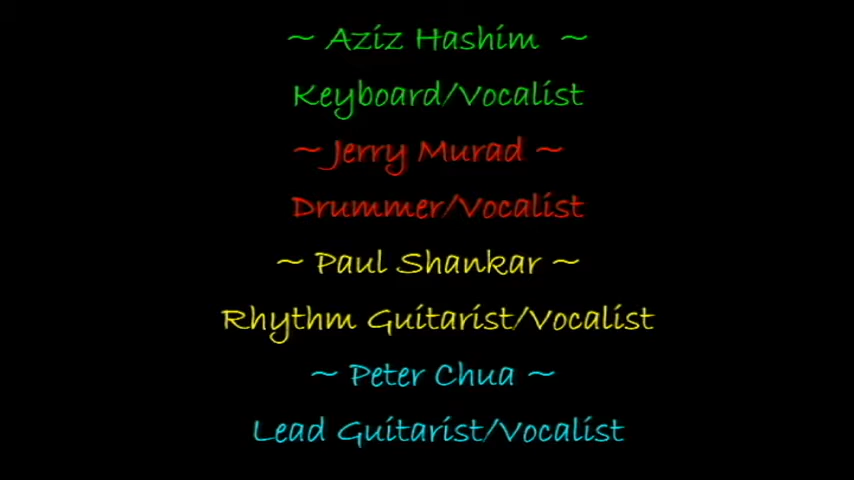 ~ Aziz Hashim ~
Keyboard/Vocalist
~ Jerry Murad ~
Drummer/Vocalist
~ Paul Shankar ~
Rhythm Guitarist/Vocalist
~ Peter Chua ~
Lead Guitarist/Vocalist